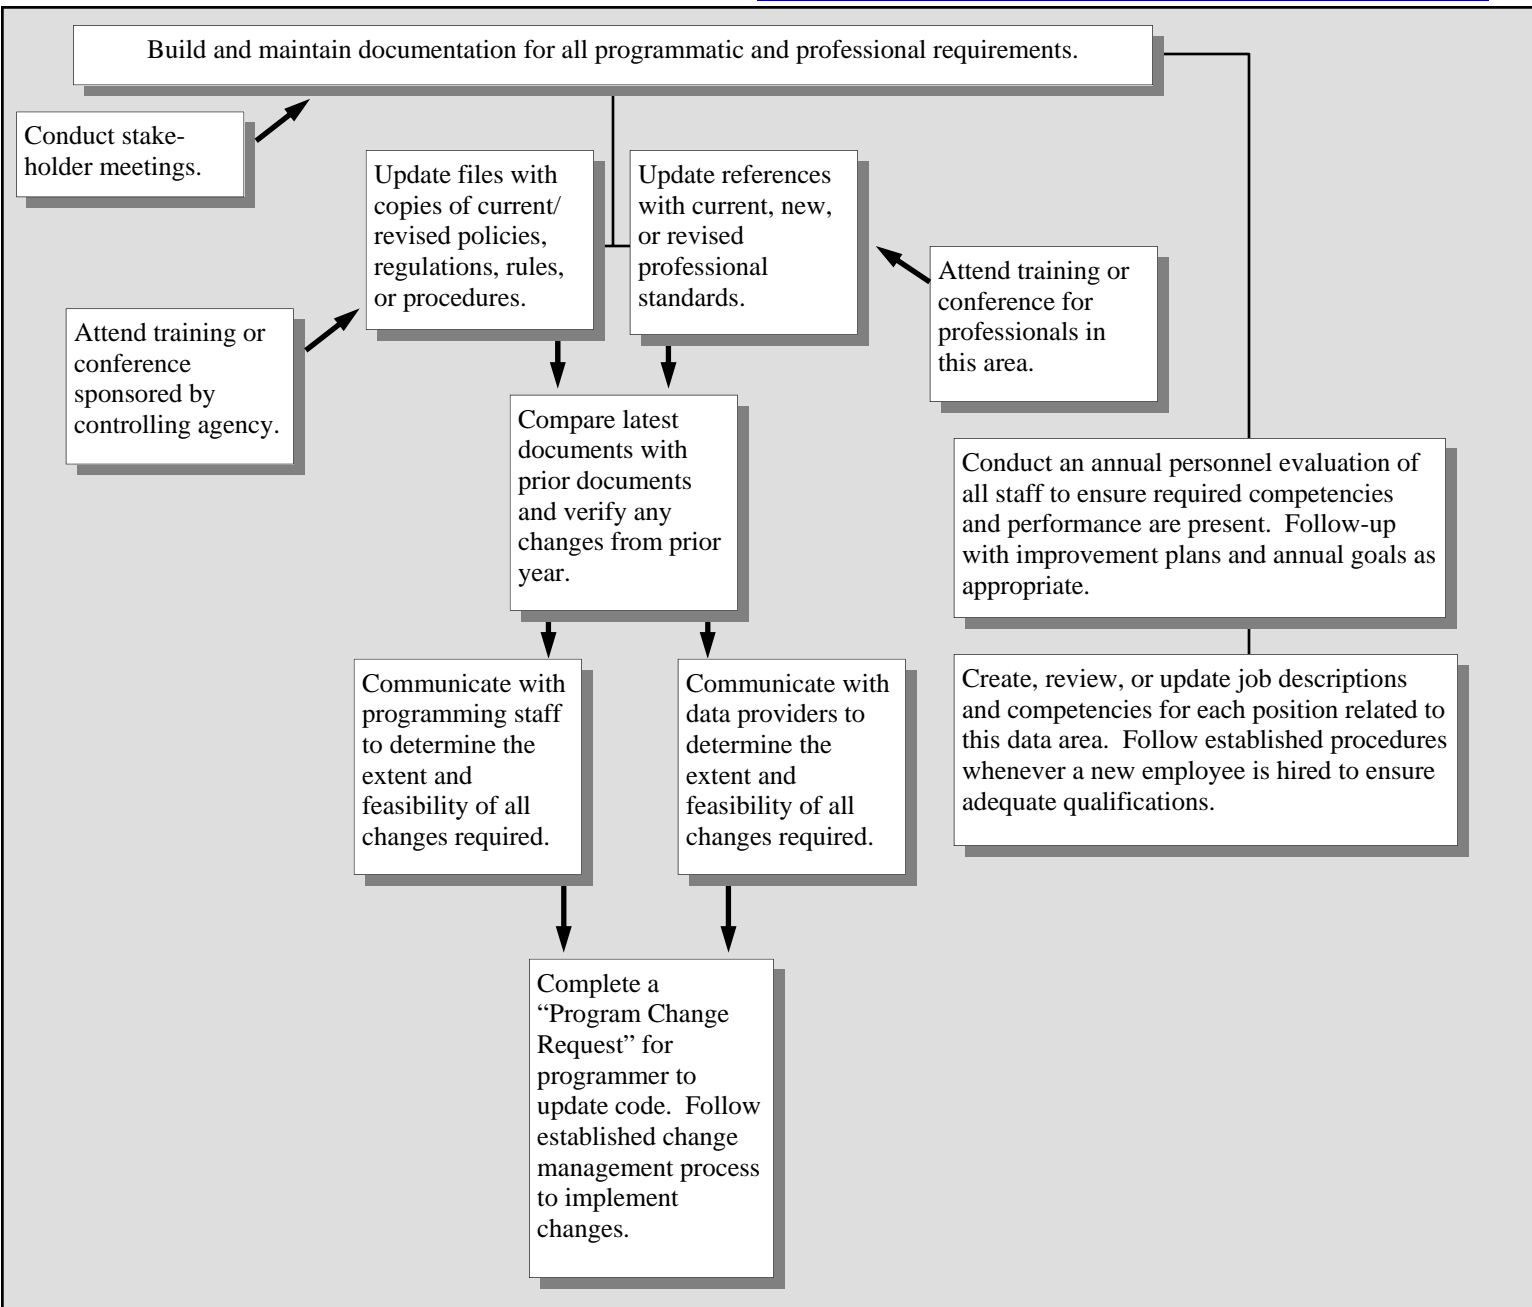 Build and maintain documentation for all programmatic and professional requirements.
Conduct stake-
holder meetings.
Update files with
copies of current/
revised policies,
regulations, rules,
or procedures.
Update references
with current, new,
or revised
professional
standards.
Attend training or
conference for
professionals in
this area.
Attend training or
conference
sponsored by
controlling agency.
Compare latest
documents with
prior documents
and verify any
changes from prior
year.
Conduct an annual personnel evaluation of
all staff to ensure required competencies
and performance are present.  Follow-up
with improvement plans and annual goals as
appropriate.
Communicate with
programming staff
to determine the
extent and
feasibility of all
changes required.
Communicate with
data providers to
determine the
extent and
feasibility of all
changes required.
Create, review, or update job descriptions
and competencies for each position related to
this data area.  Follow established procedures
whenever a new employee is hired to ensure
adequate qualifications.
Complete a
“Program Change
Request” for
programmer to
update code.  Follow
established change
management process
to implement
changes.